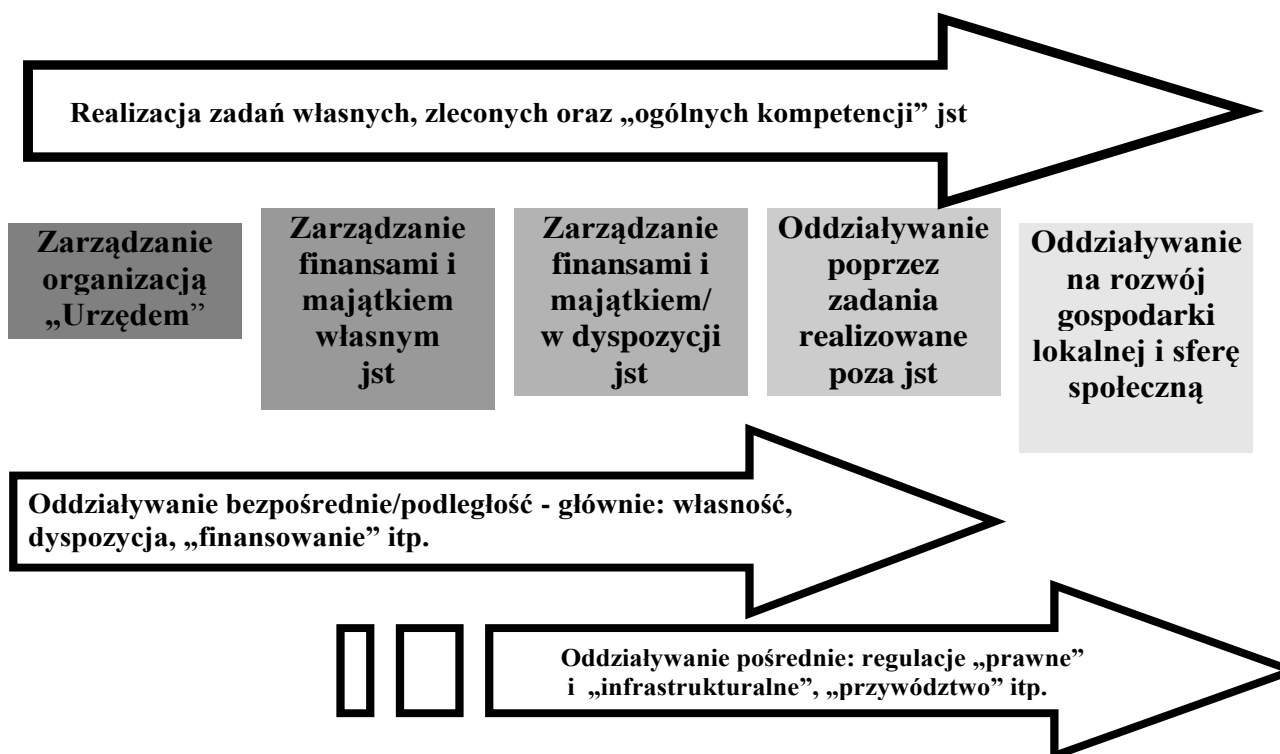 Realizacja zadań własnych, zleconych oraz „ogólnych kompetencji” jst
Zarządzanie
organizacją
„Urzędem”
Zarządzanie
finansami i
majątkiem
własnym
jst
Zarządzanie
finansami i
majątkiem/
w dyspozycji
jst
Oddziaływanie
poprzez
zadania
realizowane
poza jst
Oddziaływanie
na rozwój
gospodarki
lokalnej i sferę
społeczną
Oddziaływanie bezpośrednie/podległość - głównie: własność,
dyspozycja, „finansowanie” itp.
Oddziaływanie pośrednie: regulacje „prawne”
i „infrastrukturalne”, „przywództwo” itp.